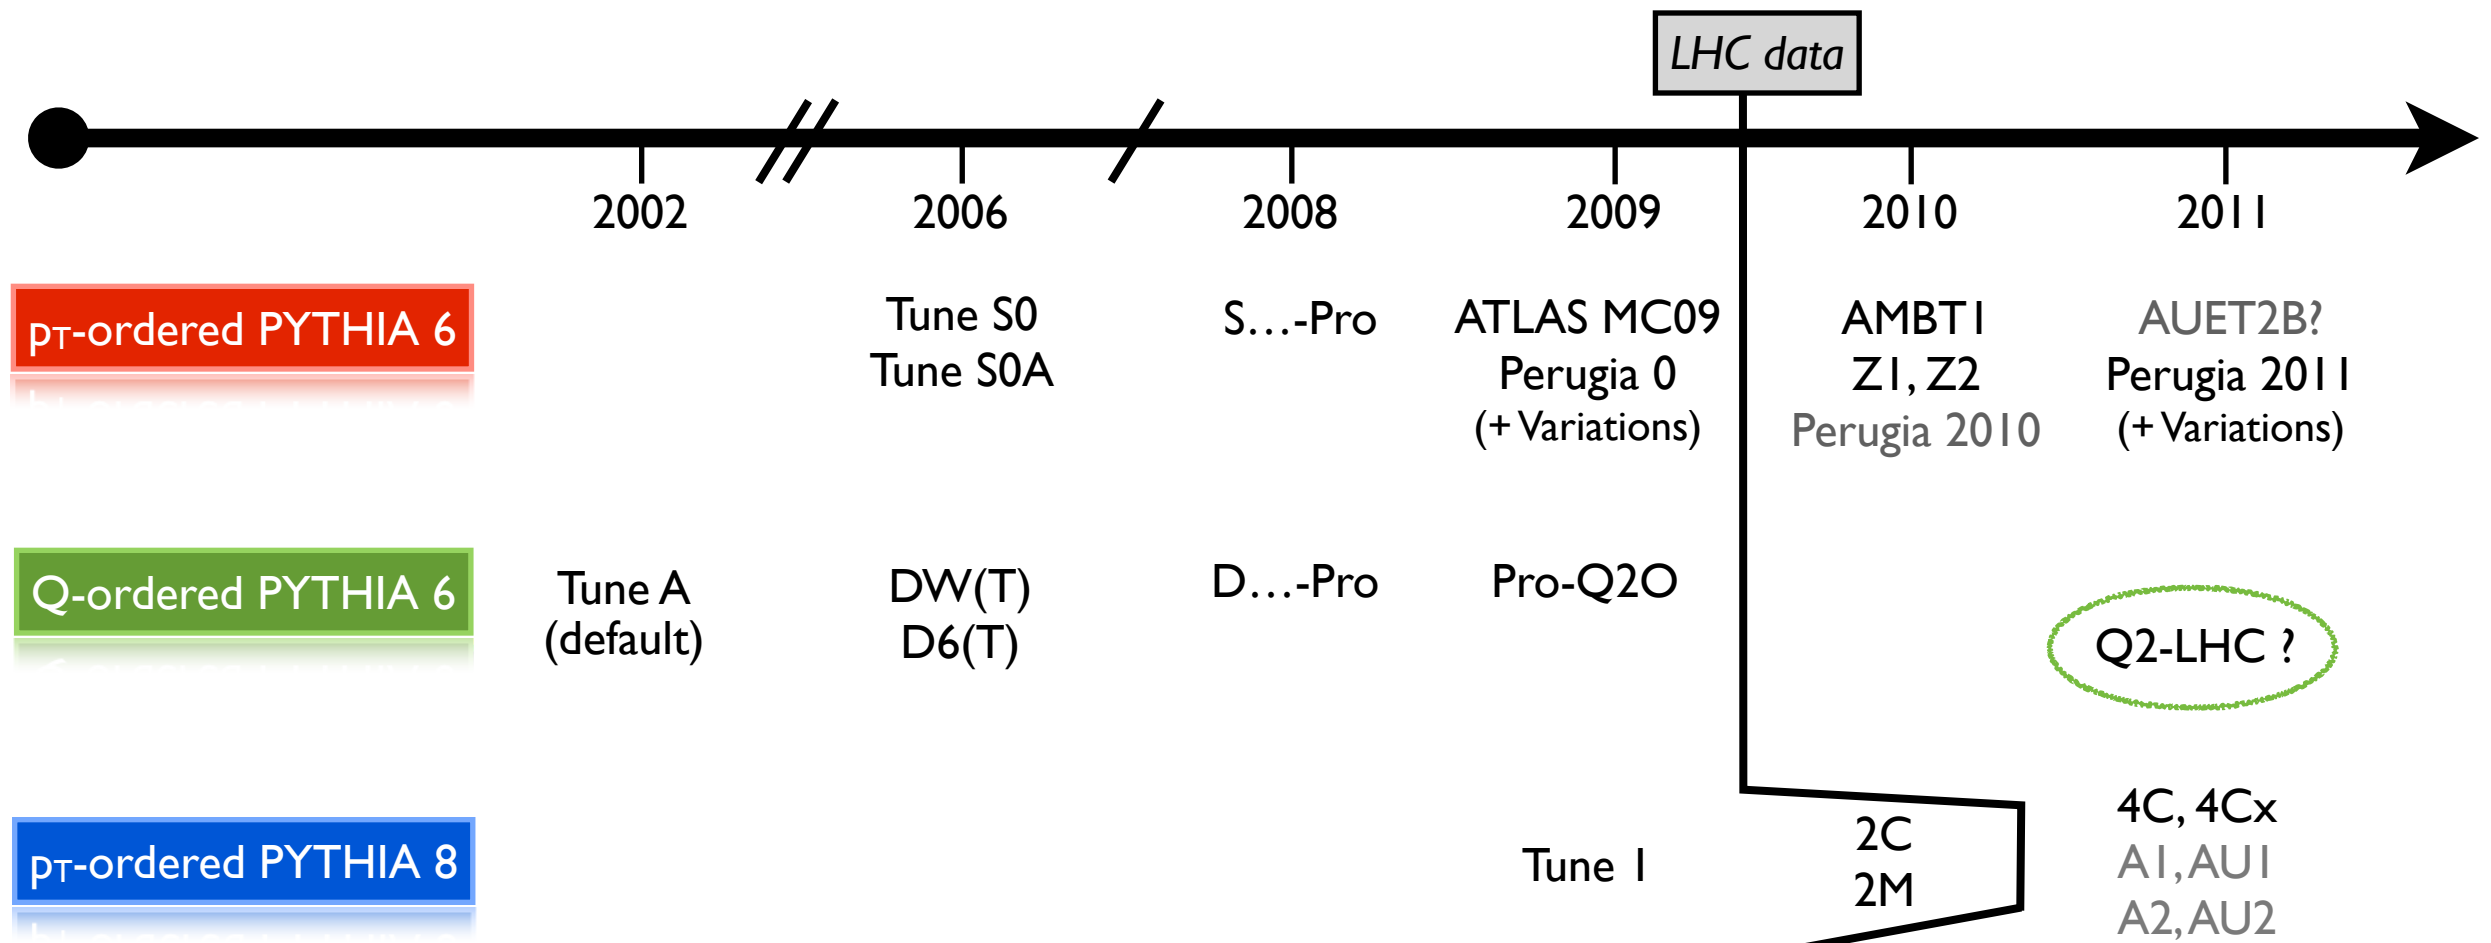 LHC data
2002 2006 2008 2009 2010 2011
pT-ordered PYTHIA 6
Tune S0
Tune S0A
S...-Pro
ATLAS MC09
Perugia 0
(+ Variations)
AMBT1
Z1, Z2
Perugia 2010
AUET2B?
Perugia 2011
(+ Variations)
Q-ordered PYTHIA 6
Tune A
(default)
DW(T)
D6(T)
D...-Pro
Pro-Q2O
Q2-LHC ?
pT-ordered PYTHIA 8
Tune 1
2C
2M
4C, 4Cx
A1, AU1
A2, AU2